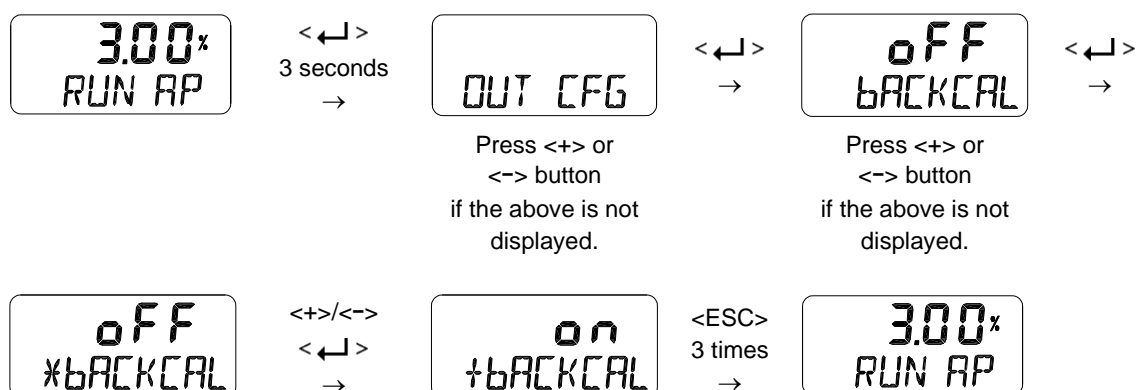 3.00%
RUN AP
<↵>
3 seconds
→
OUT CFG
Press <+> or
<-> button
if the above is not
displayed.
<↵>
→
oFF
bACKCAL
Press <+> or
<-> button
if the above is not
displayed.
<↵>
→
oFF
*bACKCAL
<+>/<->
<↵>
→
on
+bACKCAL
<ESC>
3 times
→
3.00%
RUN AP